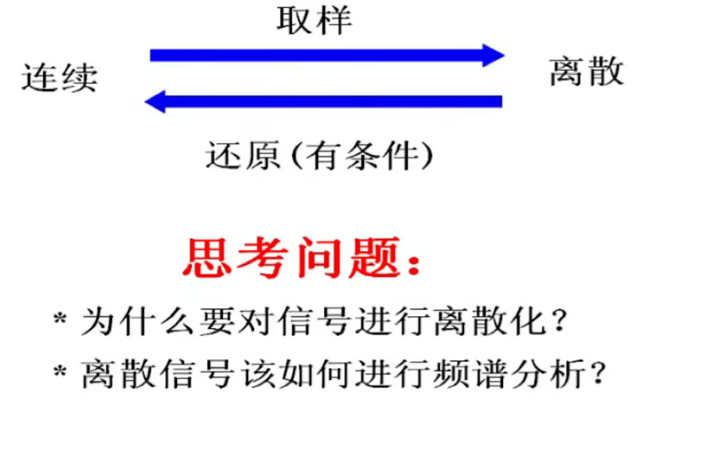 取样
连续
离散
还原(有条件)
思考问题：
* 为什么要对信号进行离散化？
* 离散信号该如何进行频谱分析？